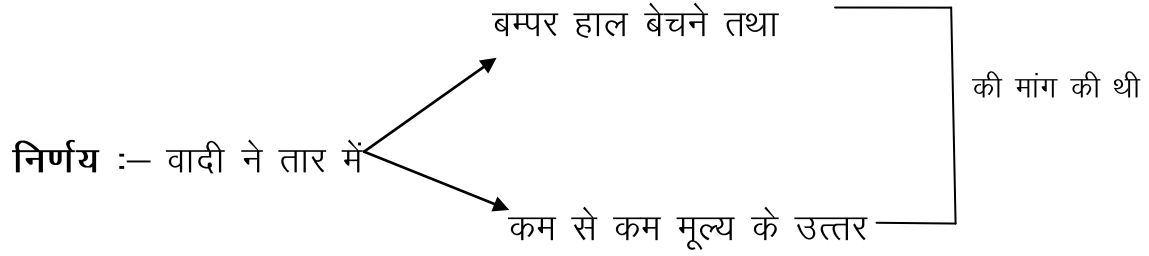 बम्पर हाल बेचने तथा
की मांग की थी
निर्णय :– वादी ने तार में
कम से कम मूल्य के उत्तर